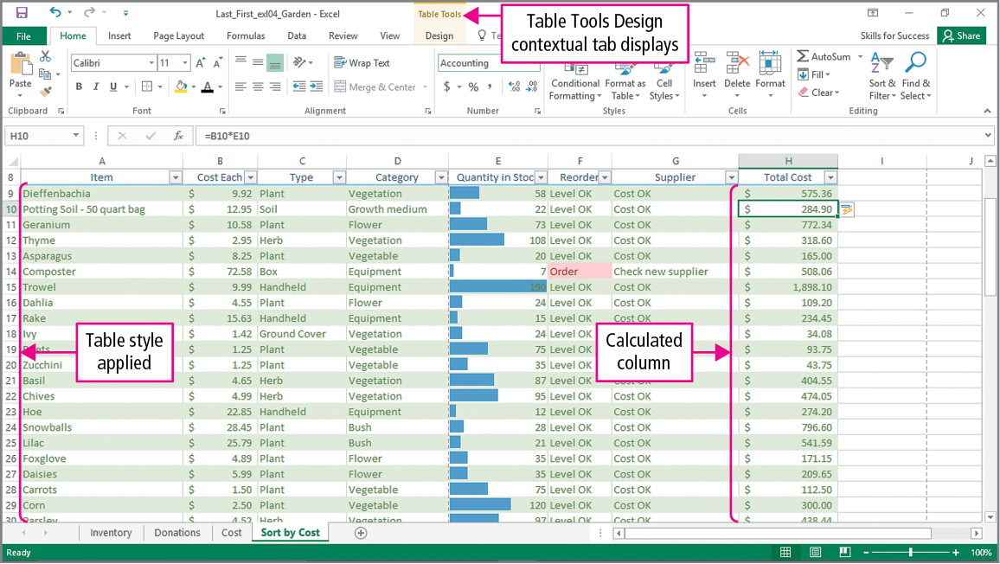 Last_First_exl04_Garden - Excel
Table Tools
Table Tools Design
contextual tab displays
File Home Insert Page Layout Formulas Data Review View Design Te Skills for Success Share
Calibri 11 A A Wrap Text Accounting AutoSum
Paste B I U A Merge & Center $ % , Conditional Formatting Format as Table Cell Styles Insert Delete Format Fill Clear Sort & Filter Find & Select
Clipboard Font Alignment Number Styles Cells Editing
H10 fx =B10*E10
A B C D E F G H I J
8 Item Cost Each Type Category Quantity in Stoc Reorder Supplier Total Cost
9 Dieffenbachia $ 9.92 Plant Vegetation 58 Level OK Cost OK $ 575.36
10 Potting Soil - 50 quart bag $ 12.95 Soil Growth medium 22 Level OK Cost OK $ 284.90
11 Geranium $ 10.58 Plant Flower 73 Level OK Cost OK $ 772.34
12 Thyme $ 2.95 Herb Vegetation 108 Level OK Cost OK $ 318.60
13 Asparagus $ 8.25 Plant Vegetable 20 Level OK Cost OK $ 165.00
14 Composter $ 72.58 Box Equipment 7 Order Check new supplier $ 508.06
15 Trowel $ 9.99 Handheld Equipment 190 Level OK Cost OK $ 1,898.10
16 Dahlia $ 4.55 Plant Flower 24 Level OK Cost OK $ 109.20
17 Rake $ 15.63 Handheld Equipment 15 Level OK Cost OK $ 234.45
18 Ivy $ 1.42 Ground Cover Vegetation 24 Level OK $ 34.08
19 $ 1.25 Plant Vegetable 75 Level OK $ 93.75
20 Zucchini $ 1.25 Plant Vegetable 35 Level OK $ 43.75
21 Basil $ 4.65 Herb Vegetation 87 Level OK Cost OK $ 404.55
22 Chives $ 4.99 Herb Vegetation 95 Level OK Cost OK $ 474.05
23 Hoe $ 22.85 Handheld Equipment 12 Level OK Cost OK $ 274.20
24 Snowballs $ 28.45 Plant Bush 28 Level OK Cost OK $ 796.60
25 Lilac $ 25.79 Plant Bush 21 Level OK Cost OK $ 541.59
26 Foxglove $ 4.89 Plant Flower 35 Level OK Cost OK $ 171.15
27 Daisies $ 5.99 Plant Flower 35 Level OK Cost OK $ 209.65
28 Carrots $ 1.50 Plant Vegetable 75 Level OK Cost OK $ 112.50
29 Corn $ 2.50 Plant Vegetable 120 Level OK Cost OK $ 300.00
30 Parsley $ 4.52 Herb Vegetation 97 Level OK Cost OK $ 438.44
Table style
applied
Calculated
column
Inventory Donations Cost Sort by Cost
Ready 100%